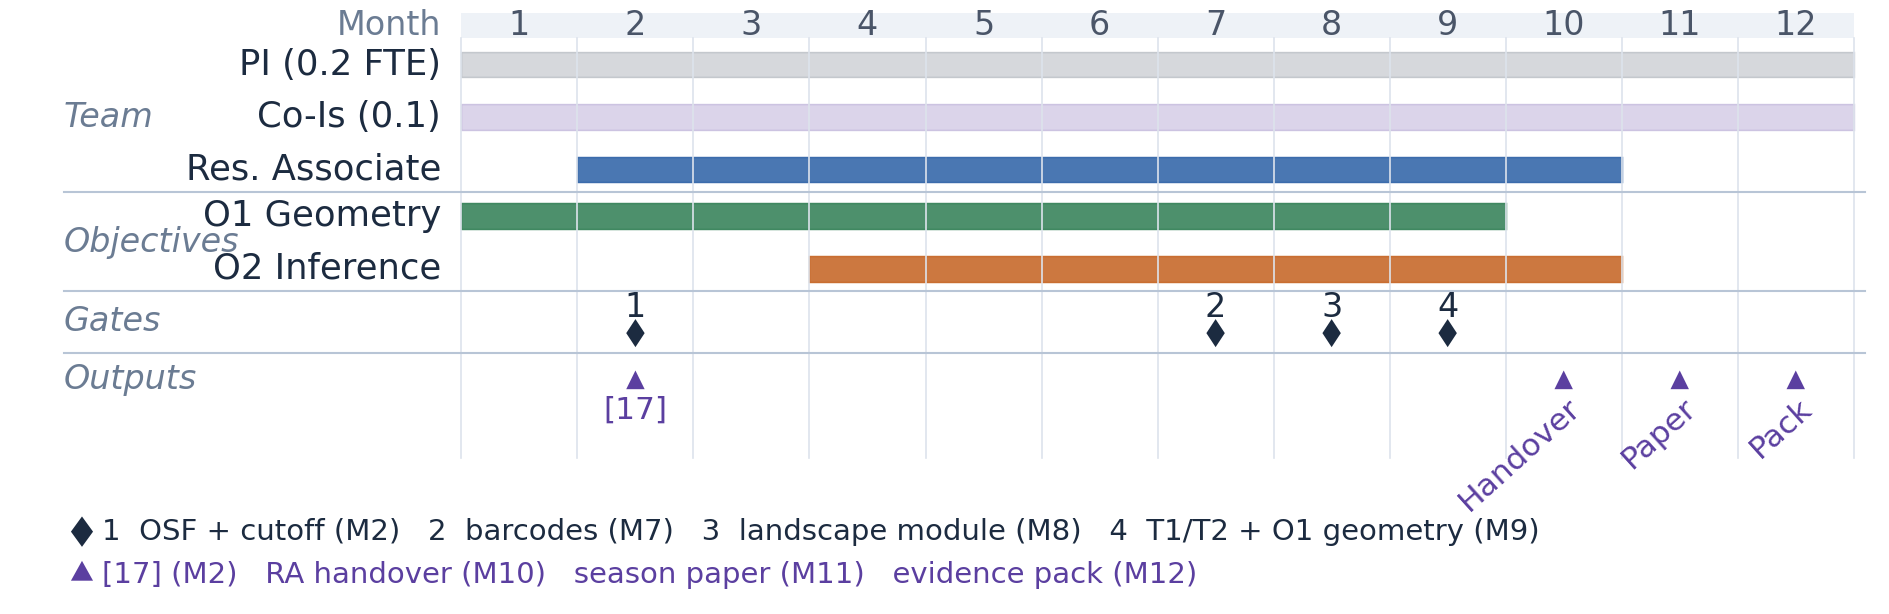 Month 1 2 3 4 5 6 7 8 9 10 11 12
PI (0.2 FTE)
Team Co-Is (0.1)
Res. Associate
O1 Geometry
Objectives
O2 Inference
Gates 1 2 3 4
Outputs
[17] Handover Paper Pack
1 OSF + cutoff (M2) 2 barcodes (M7) 3 landscape module (M8) 4 T1/T2 + O1 geometry (M9)
[17] (M2) RA handover (M10) season paper (M11) evidence pack (M12)